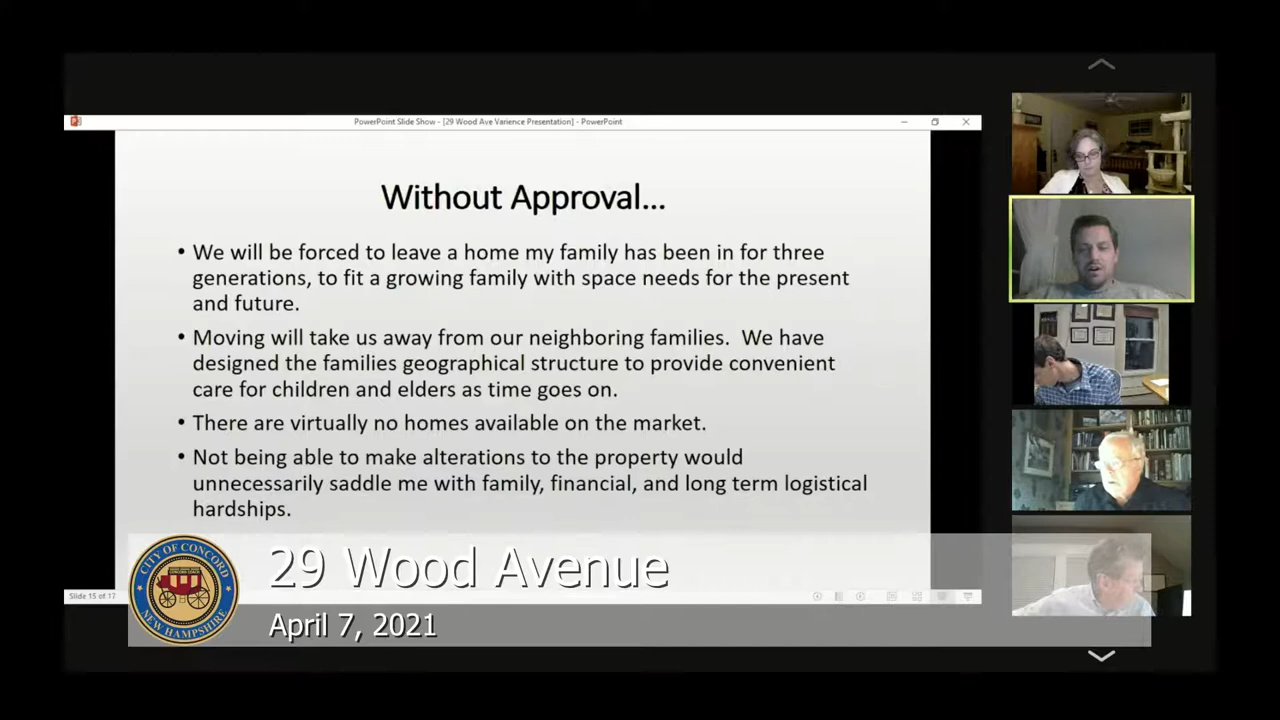 PowerPoint Slide Show - [29 Wood Ave Varience Presentation] - PowerPoint
Without Approval...
• We will be forced to leave a home my family has been in for three
generations, to fit a growing family with space needs for the present
and future.
• Moving will take us away from our neighboring families. We have
designed the families geographical structure to provide convenient
care for children and elders as time goes on.
• There are virtually no homes available on the market.
• Not being able to make alterations to the property would
unnecessarily saddle me with family, financial, and long term logistical
hardships.
Slide 15 of 17
CITY OF CONCORD
NEW HAMPSHIRE
29 Wood Avenue
April 7, 2021